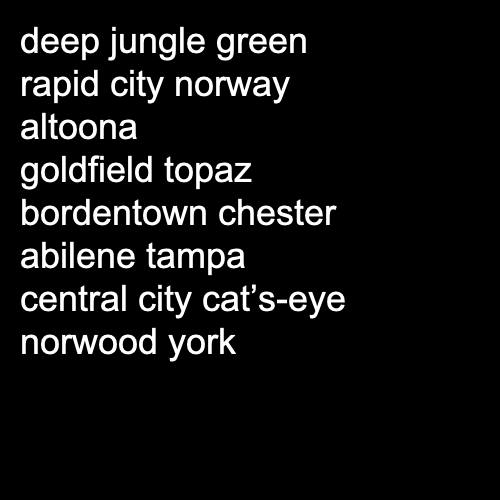 deep jungle green
rapid city norway
altoona
goldfield topaz
bordentown chester
abilene tampa
central city cat’s-eye
norwood york